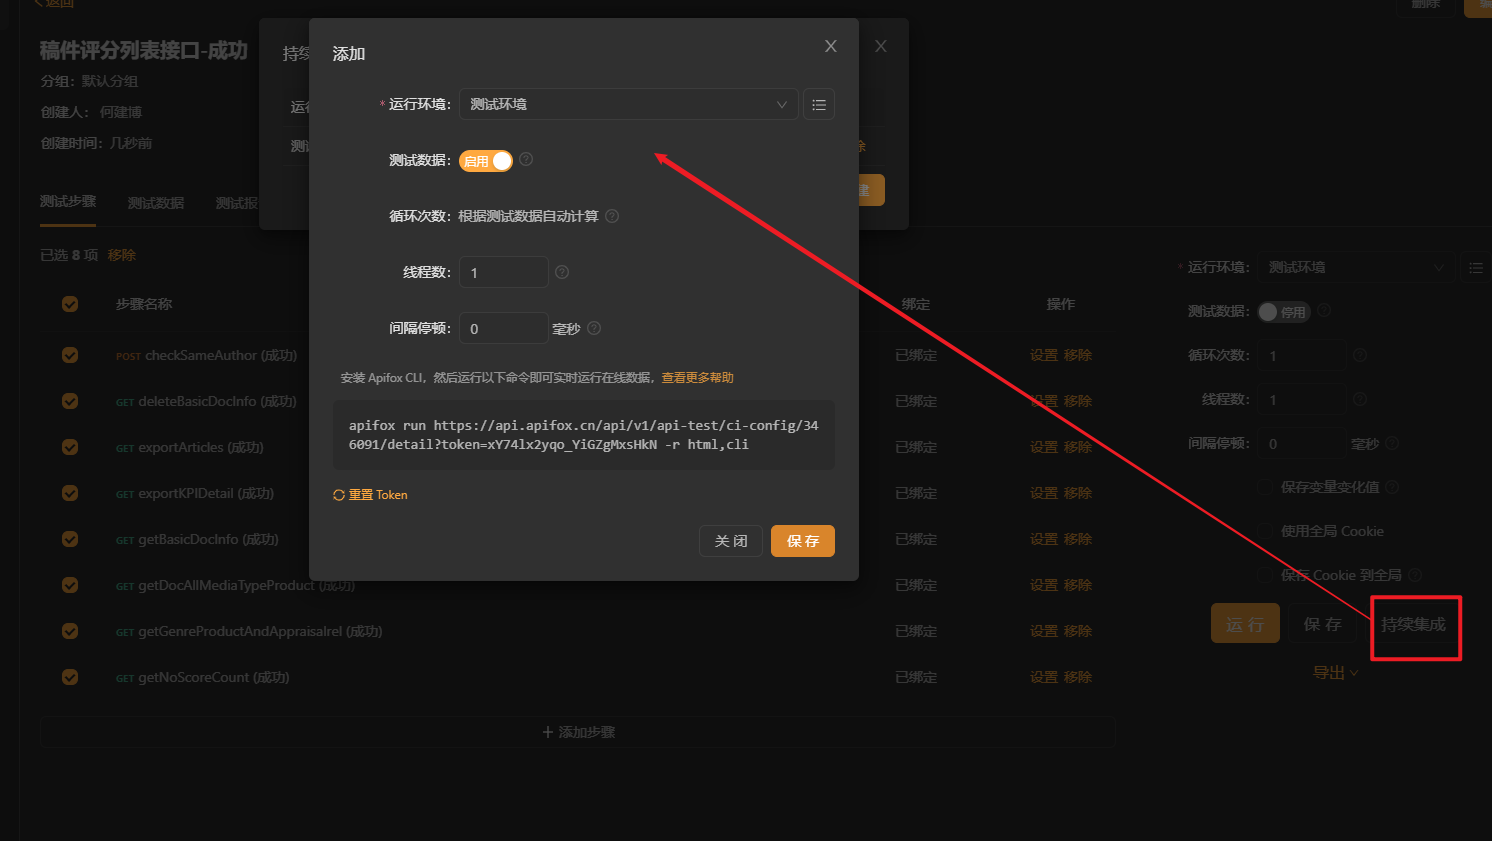 返回
删除
稿件评分列表接口-成功
分组：默认分组
创建人：何建博
创建时间：几秒前
测试步骤 测试数据 测试报
已选 8 项 移除
步骤名称 绑定 操作
POST checkSameAuthor (成功) 已绑定 设置 移除
GET deleteBasicDocInfo (成功) 已绑定 设置 移除
GET exportArticles (成功) 已绑定 设置 移除
GET exportKPIDetail (成功) 已绑定 设置 移除
GET getBasicDocInfo (成功) 已绑定 设置 移除
GET getDocAllMediaTypeProduct (成功) 已绑定 设置 移除
GET getGenreProductAndAppraisalrel (成功) 已绑定 设置 移除
GET getNoScoreCount (成功) 已绑定 设置 移除
添加步骤
持续
运行
测试
添加
* 运行环境： 测试环境
测试数据： 启用
循环次数：根据测试数据自动计算
线程数： 1
间隔停顿： 0 毫秒
安装 Apifox CLI，然后运行以下命令即可实时运行在线数据，查看更多帮助
apifox run https://api.apifox.cn/api/v1/api-test/ci-config/34
6091/detail?token=xY74lx2yqo_YiGZgMxsHkN -r html,cli
重置 Token
关 闭 保 存
* 运行环境： 测试环境
测试数据： 停用
循环次数： 1
线程数： 1
间隔停顿： 0 毫秒
保存变量变化值
使用全局 Cookie
保存 Cookie 到全局
运 行 保 存 持续集成
导出